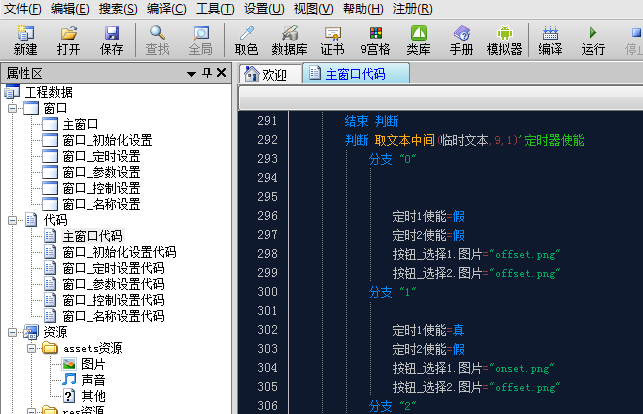 文件(F) 编辑(E) 搜索(S) 编译(C) 工具(T) 设置(U) 视图(V) 帮助(H) 注册(R)
新建 打开 保存 查找 全局 取色 数据库 证书 9宫格 类库 手册 模拟器 编译 运行
属性区
工程数据
窗口
主窗口
窗口_初始化设置
窗口_定时设置
窗口_参数设置
窗口_控制设置
窗口_名称设置
代码
主窗口代码
窗口_初始化设置代码
窗口_定时设置代码
窗口_参数设置代码
窗口_控制设置代码
窗口_名称设置代码
资源
assets资源
图片
声音
其他
res资源
欢迎 主窗口代码
291 结束 判断
292 判断 取文本中间(临时文本,9,1)'定时器使能
293 分支 "0"
294
295
296 定时1使能=假
297 定时2使能=假
298 按钮_选择1.图片="offset.png"
299 按钮_选择2.图片="offset.png"
300 分支 "1"
301
302 定时1使能=真
303 定时2使能=假
304 按钮_选择1.图片="onset.png"
305 按钮_选择2.图片="offset.png"
306 分支 "2"